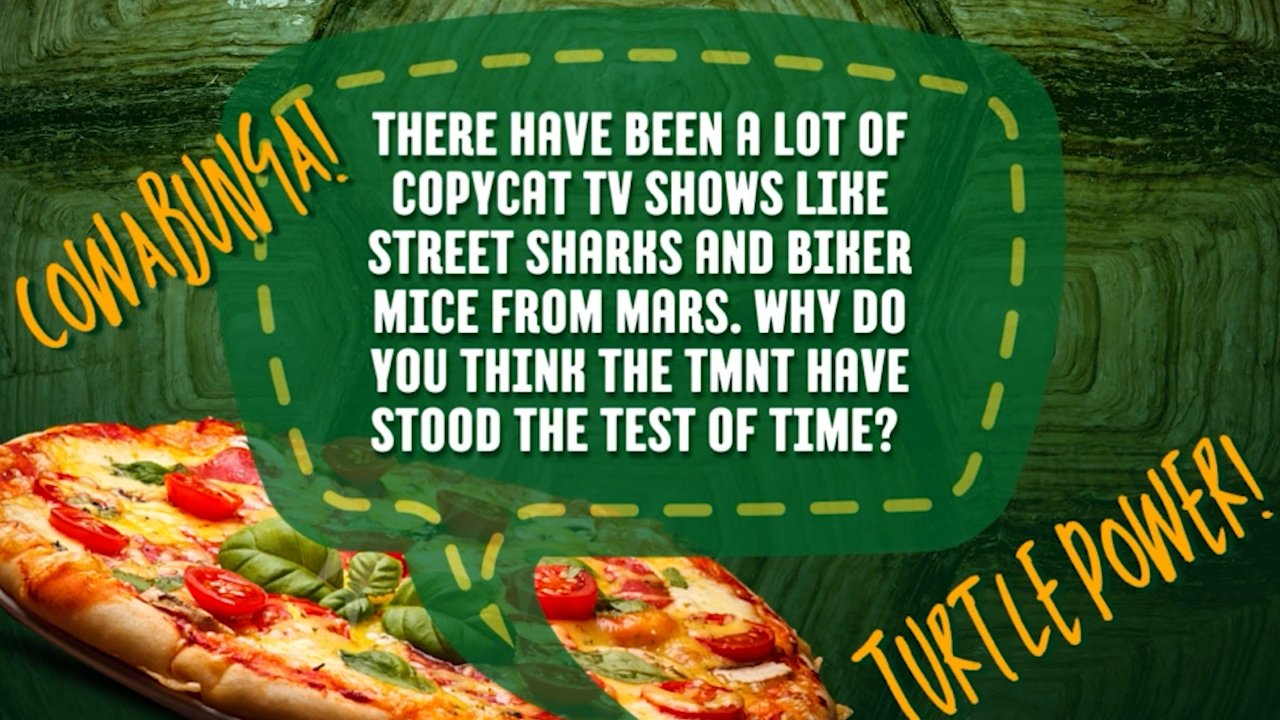 COWABUNGA!
THERE HAVE BEEN A LOT OF
COPYCAT TV SHOWS LIKE
STREET SHARKS AND BIKER
MICE FROM MARS. WHY DO
YOU THINK THE TMNT HAVE
STOOD THE TEST OF TIME?
TURTLE POWER!